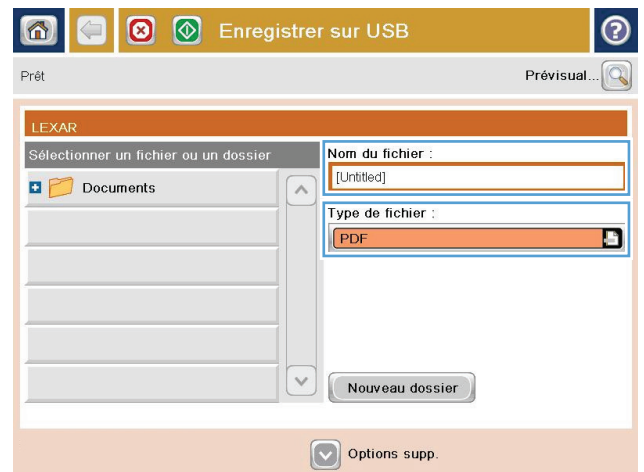 Enregistrer sur USB
Prêt
Prévisual...
LEXAR
Sélectionner un fichier ou un dossier
Documents
Nom du fichier :
[Untitled]
Type de fichier :
PDF
Nouveau dossier
Options supp.